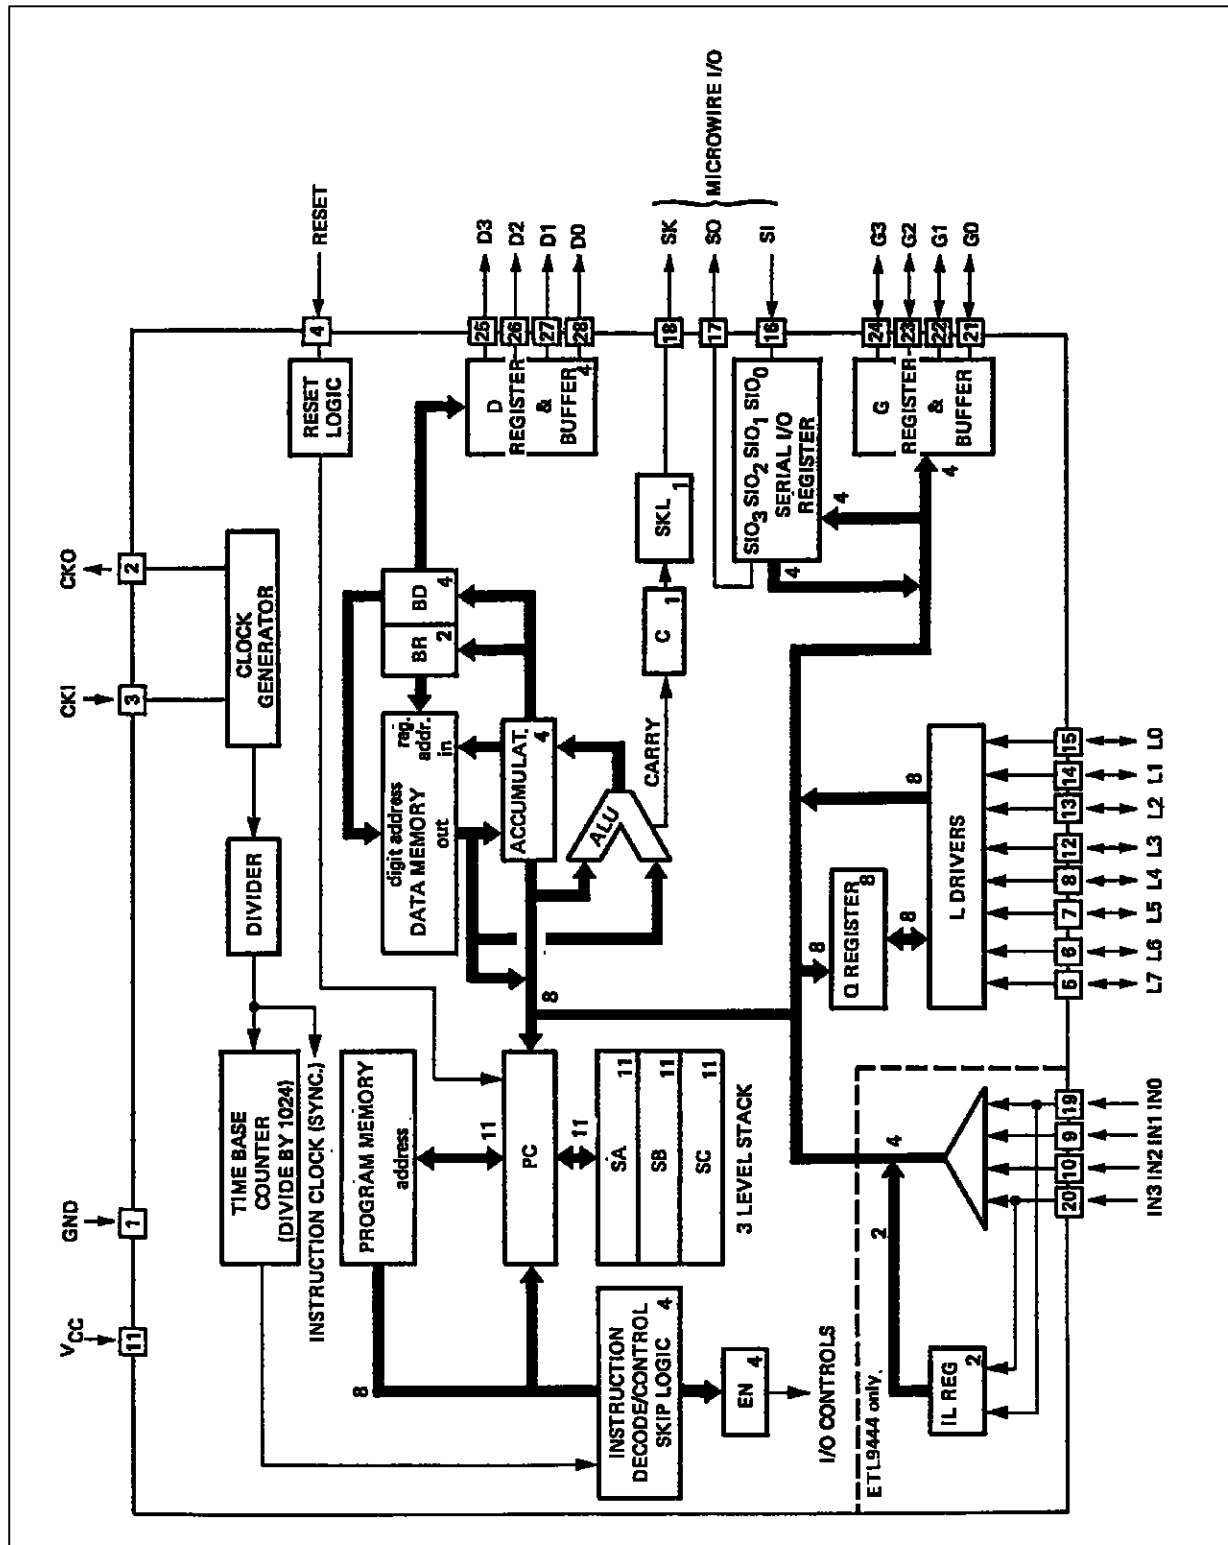 VCC
GND
CKI
CKO
11
1
3
2
CLOCK
GENERATOR
DIVIDER
TIME BASE
COUNTER
(DIVIDE BY 1024)
INSTRUCTION CLOCK (SYNC.)
RESET
4
RESET
LOGIC
PROGRAM MEMORY
address
digit address
DATA MEMORY
out
reg.
addr.
in
BR
2
BD
4
D
REGISTER
&
BUFFER
4
25
26
27
28
D3
D2
D1
D0
8
11
PC
8
ACCUMULAT.
4
ALU
CARRY
C
1
SKL
1
18
SK
17
SO
16
SI
MICROWIRE I/O
11
SA
11
SB
11
SC
11
3 LEVEL STACK
INSTRUCTION
DECODE/CONTROL
SKIP LOGIC
4
EN
4
I/O CONTROLS
SIO3 SIO2 SIO1 SIO0
SERIAL I/O
REGISTER
4
4
4
G
REGISTER
&
BUFFER
24
23
22
21
G3
G2
G1
G0
ETL9444 only.
IL REG
2
2
4
8
Q REGISTER
8
8
8
L DRIVERS
20
10
9
19
5
6
7
8
12
13
14
15
IN3 IN2 IN1 IN0
L7
L6
L5
L4
L3
L2
L1
L0